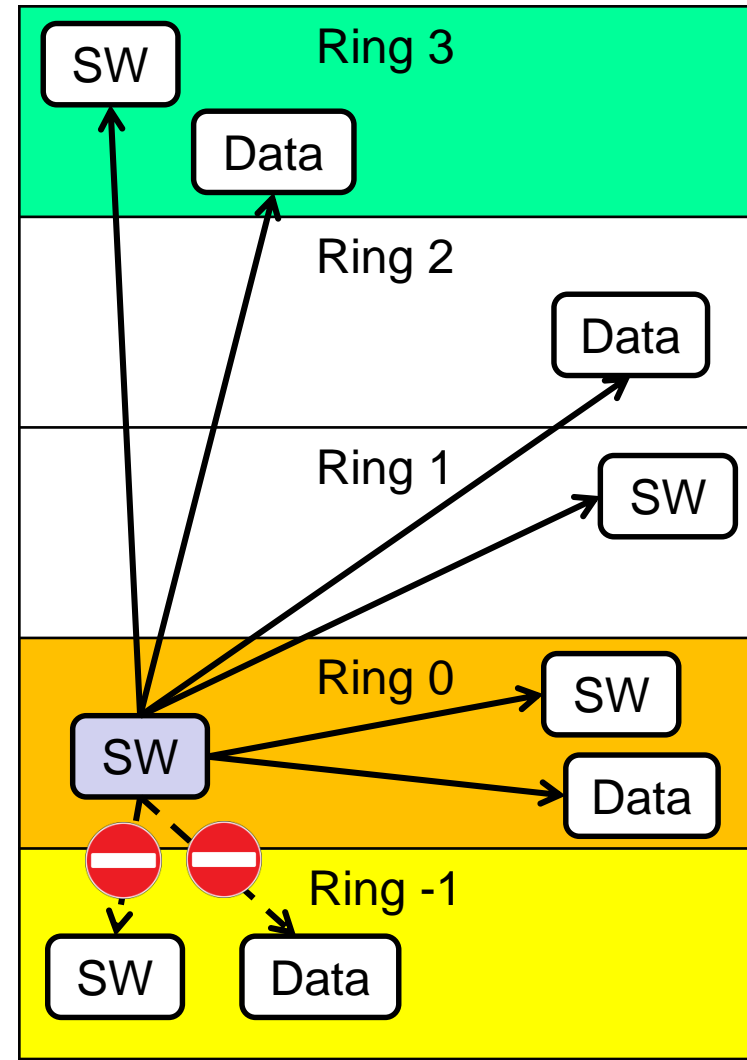 Ring 3
SW
Data
Ring 2
Data
Ring 1
SW
Ring 0
SW
SW
Data
Ring -1
SW
Data